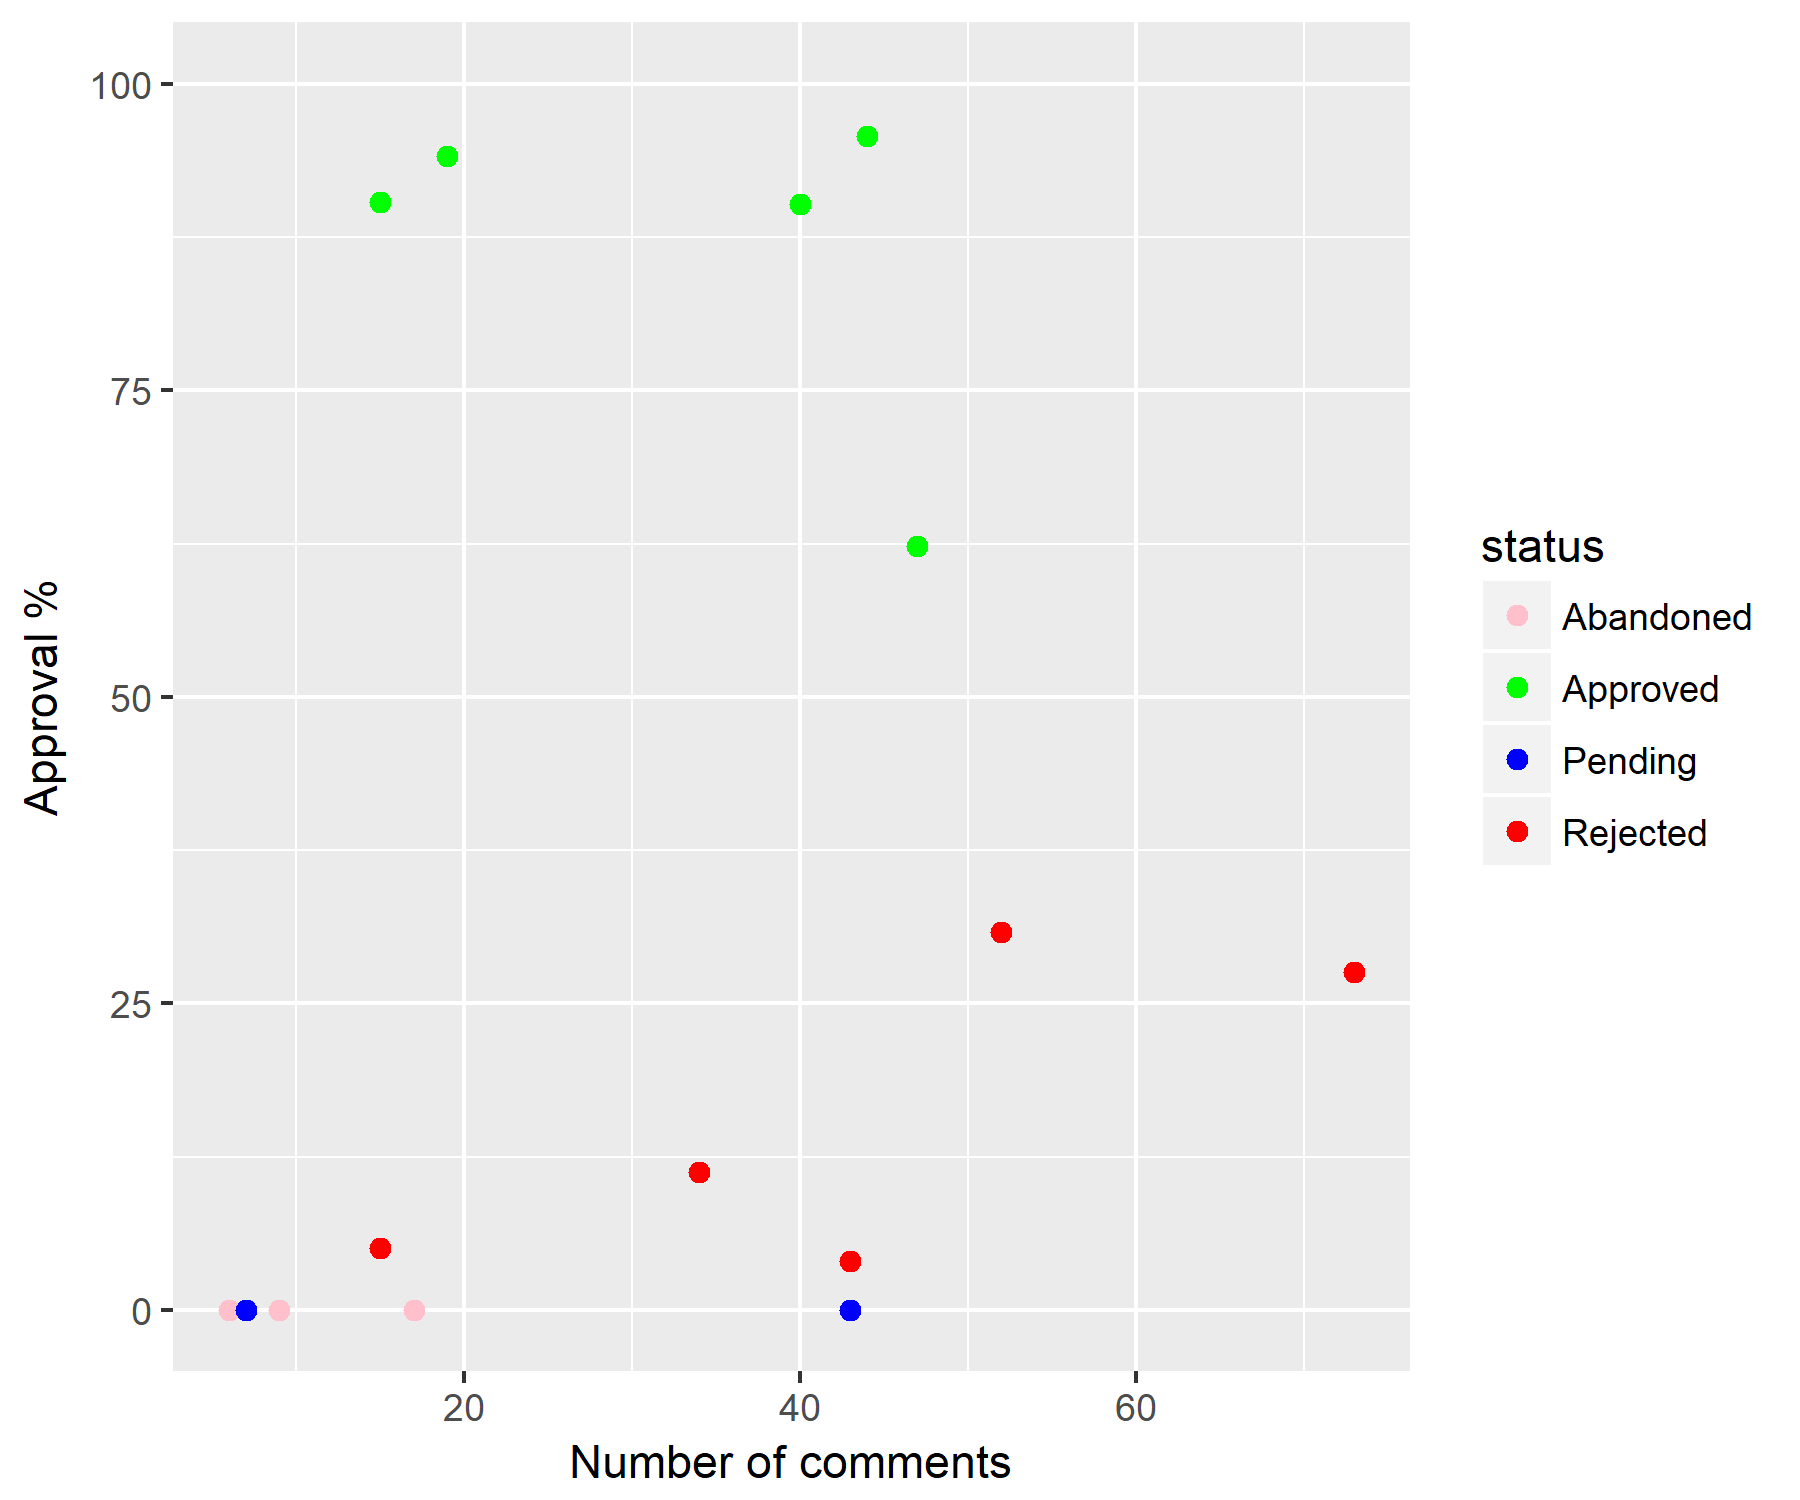 100
75
50
25
0
20 40 60
Number of comments
Approval %
status
Abandoned
Approved
Pending
Rejected